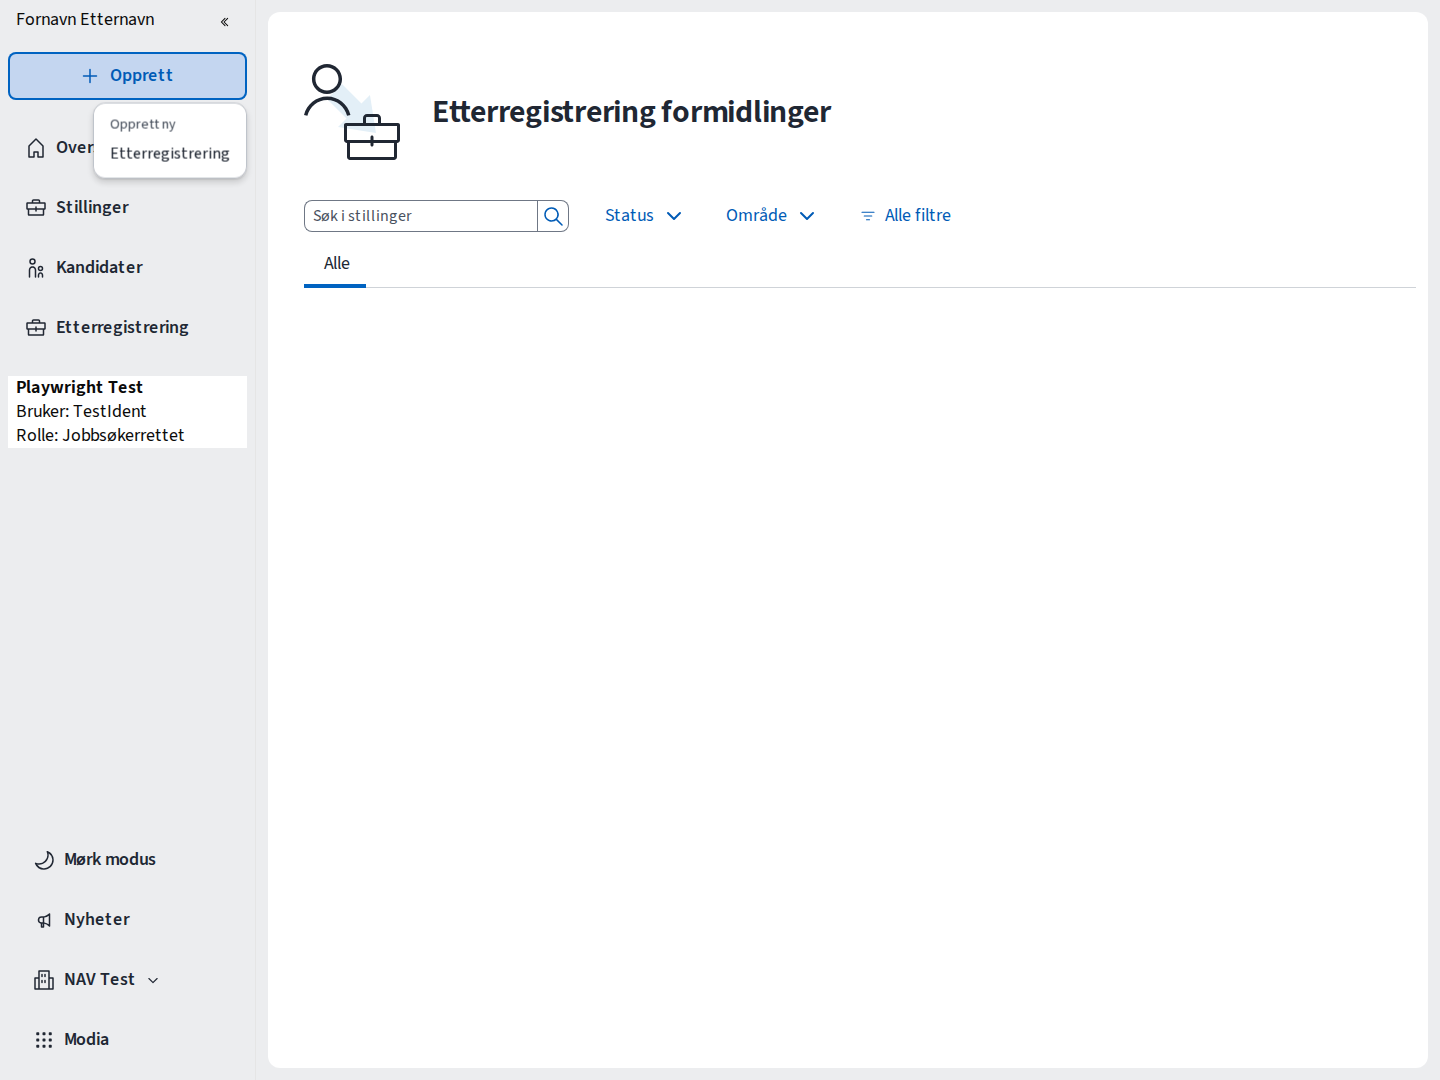 Fornavn Etternavn
Opprett
Opprett ny
Etterregistrering
Over
Stillinger
Kandidater
Etterregistrering
Playwright Test
Bruker: TestIdent
Rolle: Jobbsøkerrettet
Mørk modus
Nyheter
NAV Test
Modia
Etterregistrering formidlinger
Søk i stillinger
Status
Område
Alle filtre
Alle